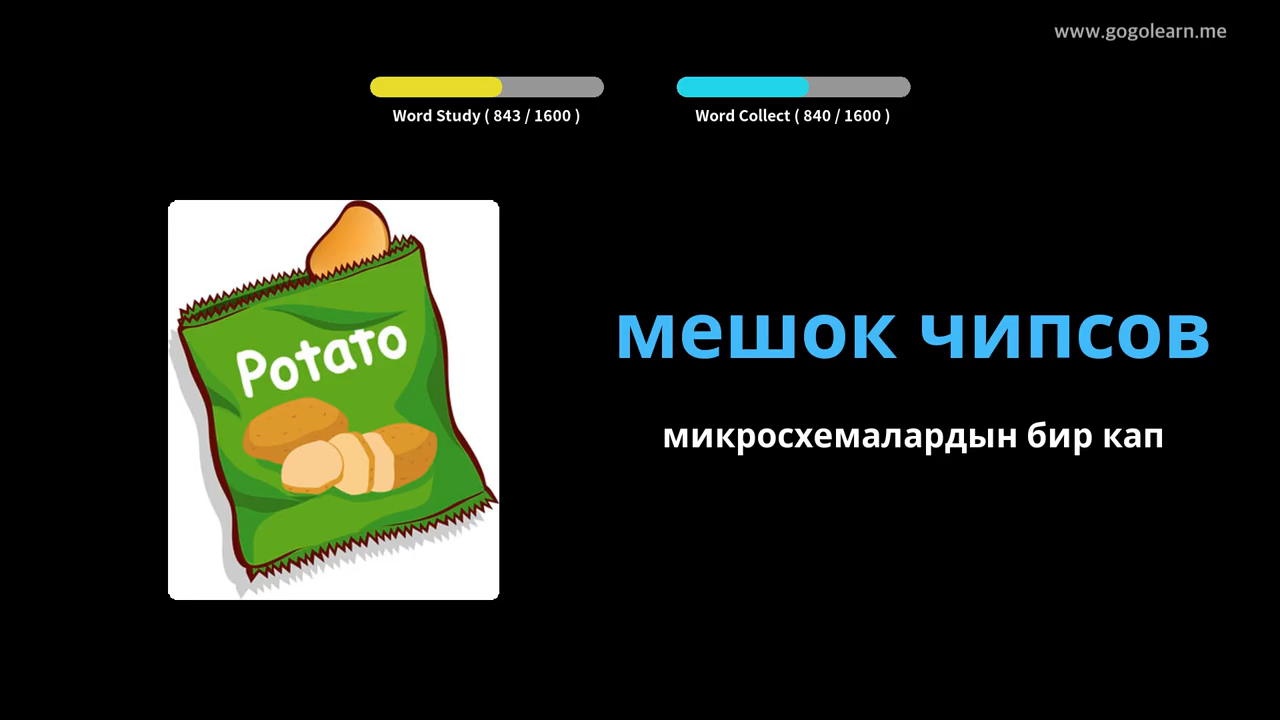 www.gogolearn.me
Word Study ( 843 / 1600 )
Word Collect ( 840 / 1600 )
Potato
мешок чипсов
микросхемалардын бир кап